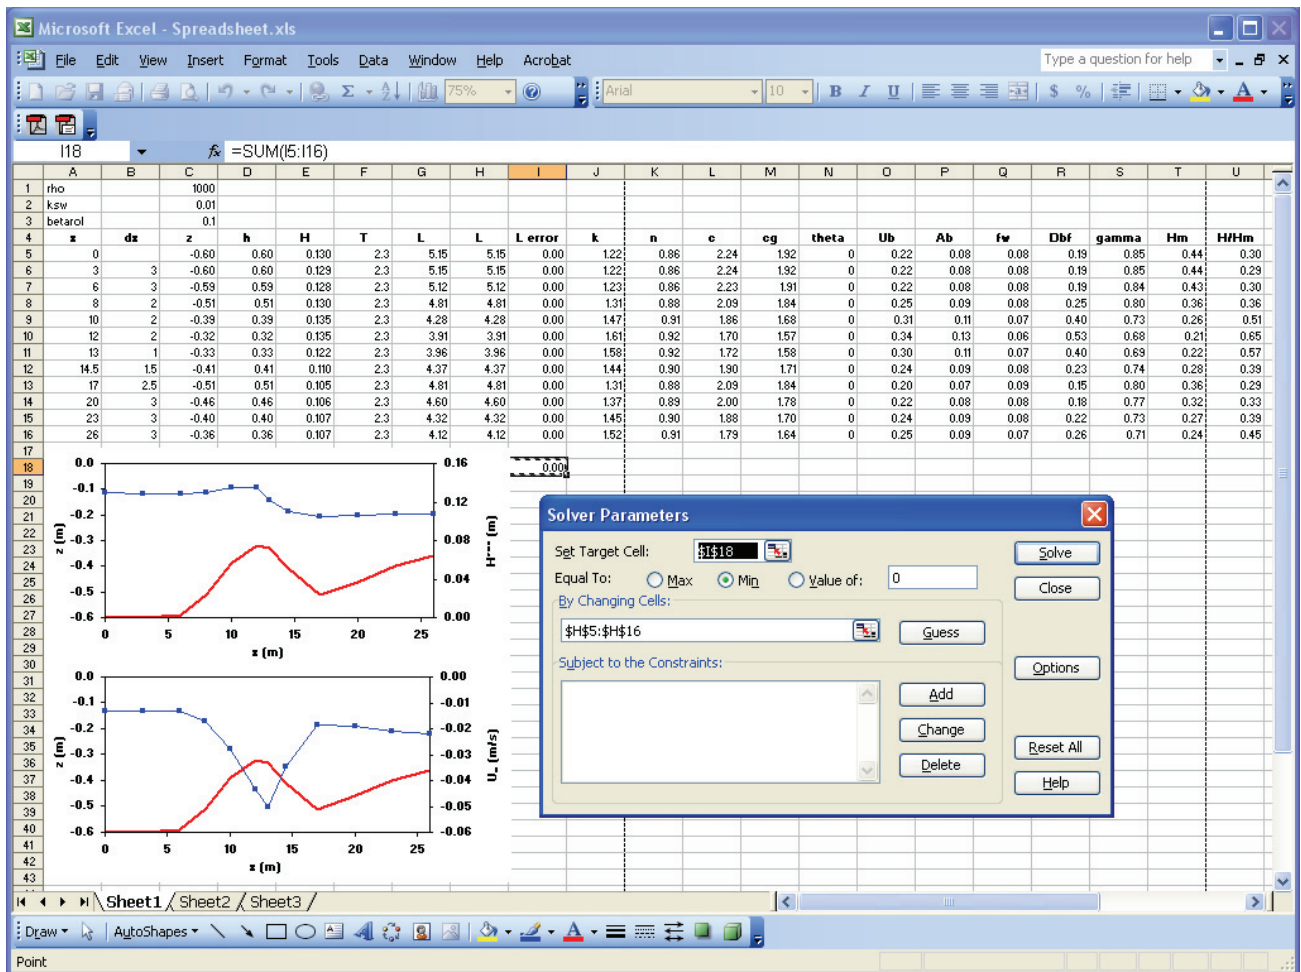 Microsoft Excel - Spreadsheet.xls
File Edit View Insert Format Tools Data Window Help Acrobat Type a question for help
75% Arial 10 B I U $ %
I18 fx =SUM(I5:I16)
A B C D E F G H I J K L M N O P Q R S T U
1 rho 1000
2 ksw 0.01
3 betarol 0.1
4 x dx z h H T L L L error k n c cg theta Ub Ab fw Dbf gamma Hm H/Hm
5 0 -0.60 0.60 0.130 2.3 5.15 5.15 0.00 1.22 0.86 2.24 1.92 0 0.22 0.08 0.08 0.19 0.85 0.44 0.30
6 3 3 -0.60 0.60 0.129 2.3 5.15 5.15 0.00 1.22 0.86 2.24 1.92 0 0.22 0.08 0.08 0.19 0.85 0.44 0.29
7 6 3 -0.59 0.59 0.128 2.3 5.12 5.12 0.00 1.23 0.86 2.23 1.91 0 0.22 0.08 0.08 0.19 0.84 0.43 0.30
8 8 2 -0.51 0.51 0.130 2.3 4.81 4.81 0.00 1.31 0.88 2.09 1.84 0 0.25 0.09 0.08 0.25 0.80 0.36 0.36
9 10 2 -0.39 0.39 0.135 2.3 4.28 4.28 0.00 1.47 0.91 1.86 1.68 0 0.31 0.11 0.07 0.40 0.73 0.26 0.51
10 12 2 -0.32 0.32 0.135 2.3 3.91 3.91 0.00 1.61 0.92 1.70 1.57 0 0.34 0.13 0.06 0.53 0.68 0.21 0.65
11 13 1 -0.33 0.33 0.122 2.3 3.96 3.96 0.00 1.58 0.92 1.72 1.58 0 0.30 0.11 0.07 0.40 0.69 0.22 0.57
12 14.5 1.5 -0.41 0.41 0.110 2.3 4.37 4.37 0.00 1.44 0.90 1.90 1.71 0 0.24 0.09 0.08 0.23 0.74 0.28 0.39
13 17 2.5 -0.51 0.51 0.105 2.3 4.81 4.81 0.00 1.31 0.88 2.09 1.84 0 0.20 0.07 0.09 0.15 0.80 0.36 0.29
14 20 3 -0.46 0.46 0.106 2.3 4.60 4.60 0.00 1.37 0.89 2.00 1.78 0 0.22 0.08 0.08 0.18 0.77 0.32 0.33
15 23 3 -0.40 0.40 0.107 2.3 4.32 4.32 0.00 1.45 0.90 1.88 1.70 0 0.24 0.09 0.08 0.22 0.73 0.27 0.39
16 26 3 -0.36 0.36 0.107 2.3 4.12 4.12 0.00 1.52 0.91 1.79 1.64 0 0.25 0.09 0.07 0.26 0.71 0.24 0.45
17
18 0.00
19
20
21
22
23
24
25
26
27
28
29
30
31
32
33
34
35
36
37
38
39
40
41
42
43
0.0 0.16
-0.1
-0.2 0.12
-0.3 0.08
-0.4 0.04
-0.5
-0.6 0.00
z (m)
0 5 10 15 20 25
x (m)
0.0 0.00
-0.1 -0.01
-0.2 -0.02
-0.3 -0.03
-0.4 -0.04
-0.5 -0.05
-0.6 -0.06
z (m)
(m/s)
0 5 10 15 20 25
x (m)
Solver Parameters
Set Target Cell: $I$18 Solve
Equal To: Max Min Value of: 0 Close
By Changing Cells:
$H$5:$H$16 Guess
Subject to the Constraints: Options
Add
Change
Delete
Reset All
Help
Sheet1 Sheet2 Sheet3
Draw AutoShapes
Point